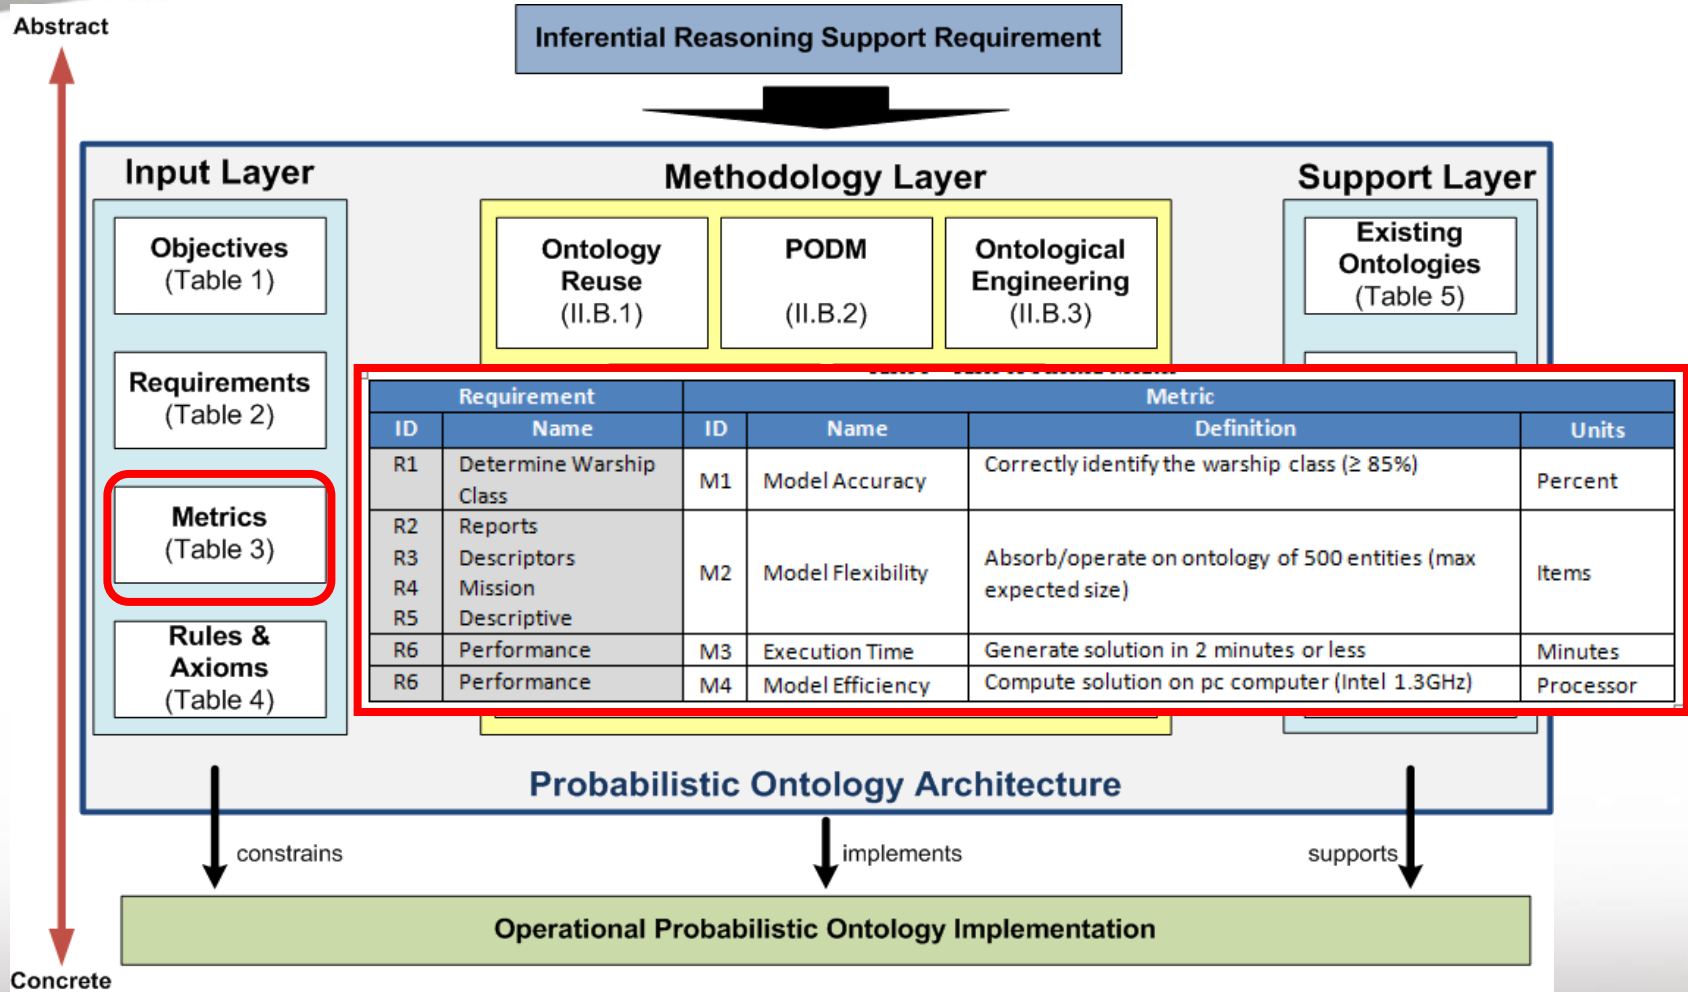 Abstract
Inferential Reasoning Support Requirement
Input Layer
Methodology Layer
Support Layer
Objectives
(Table 1)
Ontology
Reuse
(II.B.1)
PODM
(II.B.2)
Ontological
Engineering
(II.B.3)
Existing
Ontologies
(Table 5)
Requirements
(Table 2)
Metrics
(Table 3)
Rules &
Axioms
(Table 4)
Requirement Metric
ID Name ID Name Definition Units
R1 Determine Warship
Class
M1 Model Accuracy Correctly identify the warship class (≥ 85%) Percent
R2 Reports
R3 Descriptors
R4 Mission
R5 Descriptive
M2 Model Flexibility Absorb/operate on ontology of 500 entities (max
expected size)
Items
R6 Performance M3 Execution Time Generate solution in 2 minutes or less Minutes
R6 Performance M4 Model Efficiency Compute solution on pc computer (Intel 1.3GHz) Processor
Probabilistic Ontology Architecture
constrains
implements
supports
Operational Probabilistic Ontology Implementation
Concrete